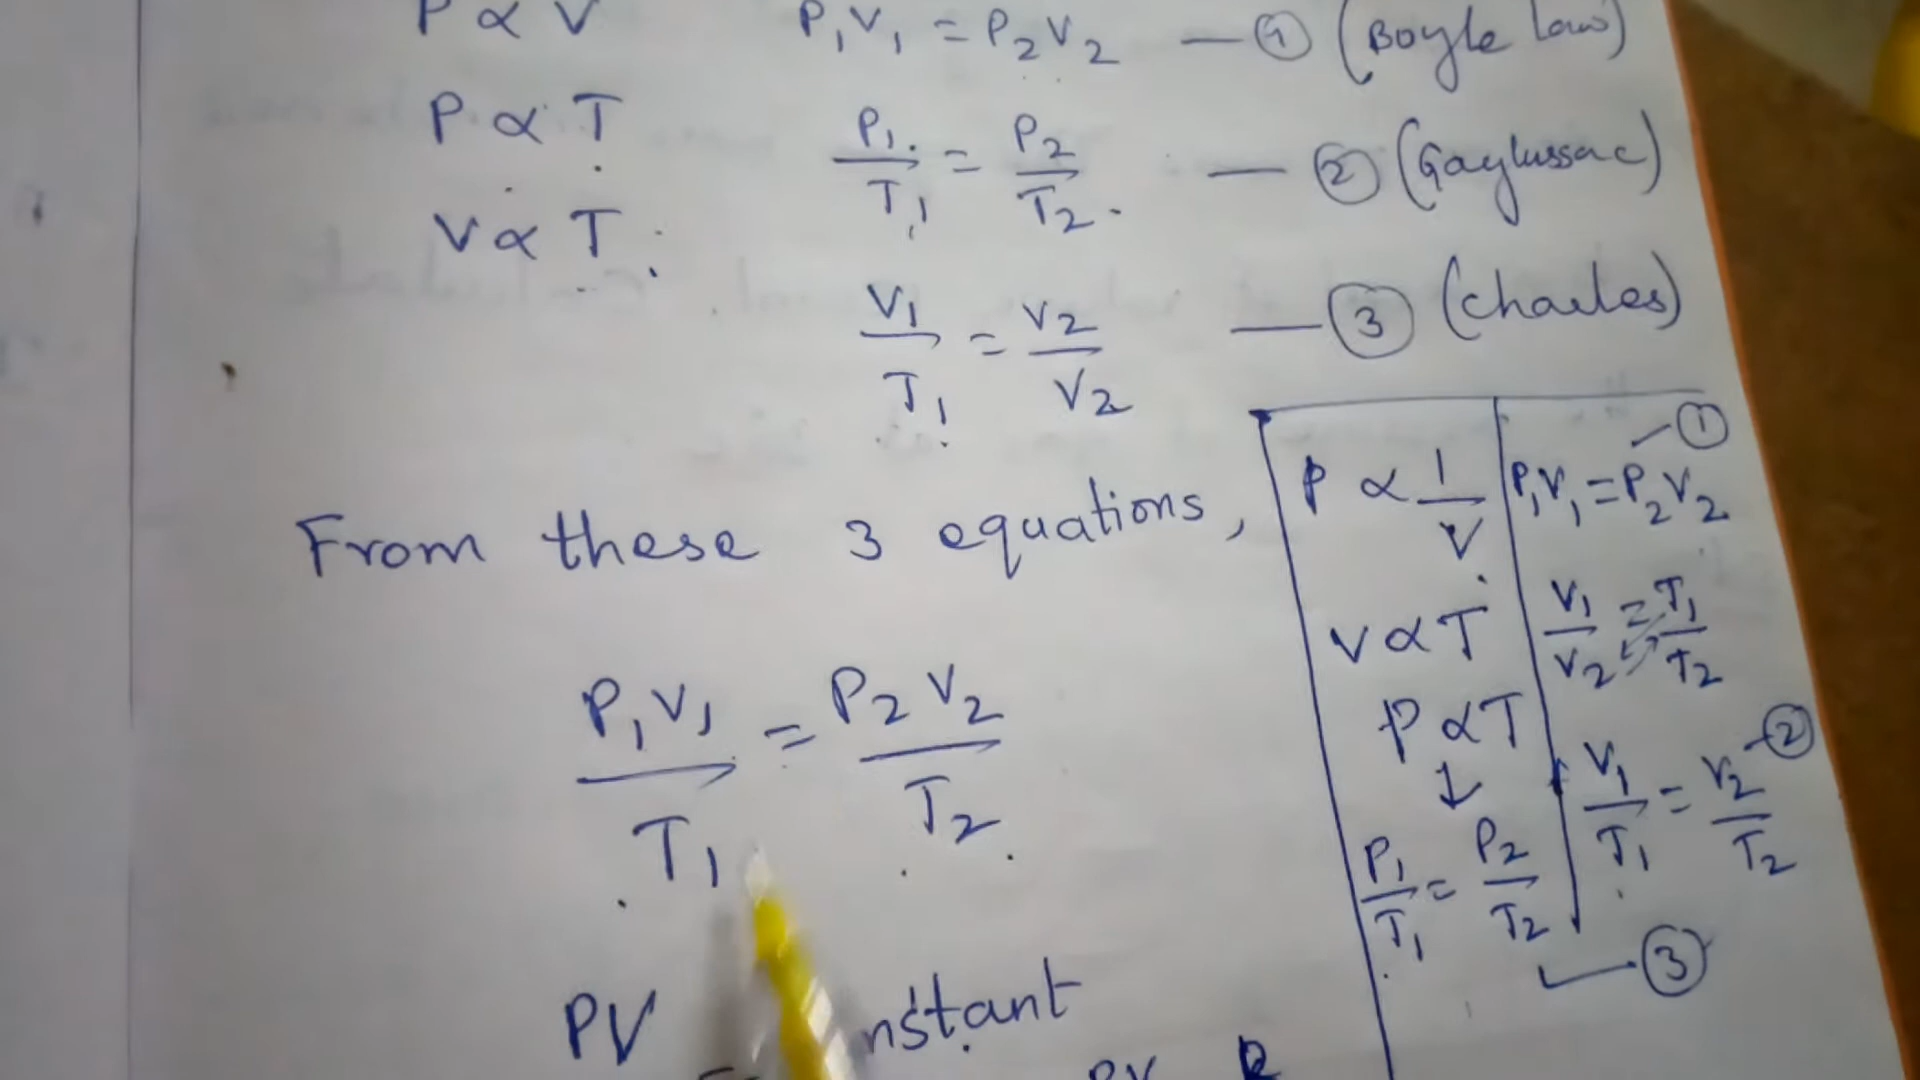 P ∝ V    P₁V₁ = P₂V₂ — ① (Boyle Law)
P ∝ T    P₁/T₁ = P₂/T₂ — ② (Gaylussac)
V ∝ T
V₁/T₁ = V₂/V₂ — ③ (Charles)
From these 3 equations,
P₁V₁/T₁ = P₂V₂/T₂
PV
P ∝ 1/V    P₁V₁ = P₂V₂ — ①
V ∝ T    V₁/V₂ = T₁/T₂
P ∝ T    V₁/T₁ = V₂/T₂ — ②
↓
P₁/T₁ = P₂/T₂ — ③